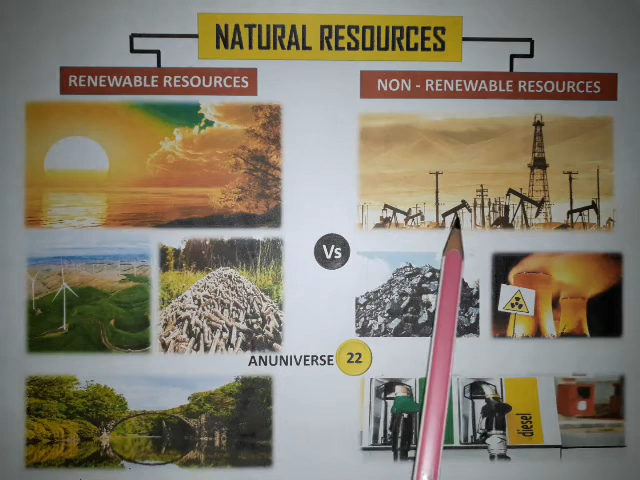 NATURAL RESOURCES
RENEWABLE RESOURCES
NON - RENEWABLE RESOURCES
Vs
ANUNIVERSE 22
diesel